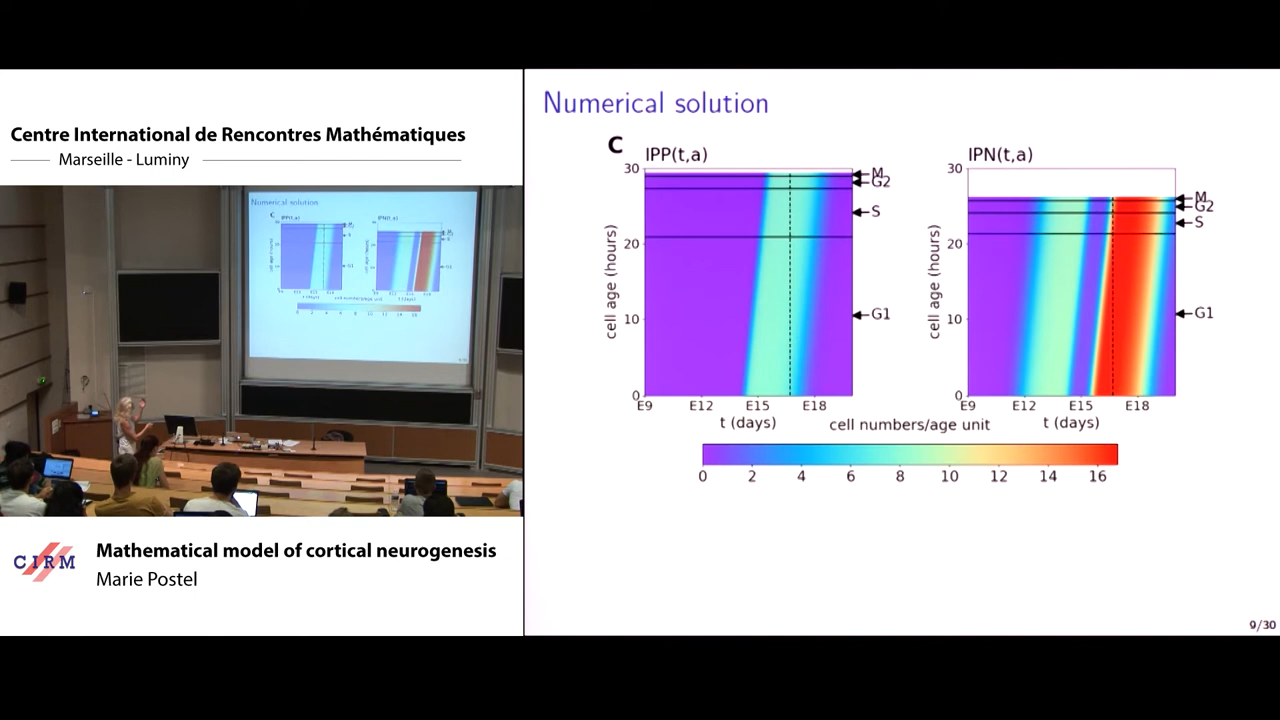 Centre International de Rencontres Mathématiques
Marseille - Luminy
Numerical solution
C
IPP(t,a)
30
20
10
0
cell age (hours)
M
G2
S
G1
E9
E12
E15
E18
t (days)
IPN(t,a)
30
20
10
0
cell age (hours)
M
G2
S
G1
E9
E12
E15
E18
t (days)
cell numbers/age unit
0 2 4 6 8 10 12 14 16
9/30
Numerical solution
C
CIRM
Mathematical model of cortical neurogenesis
Marie Postel